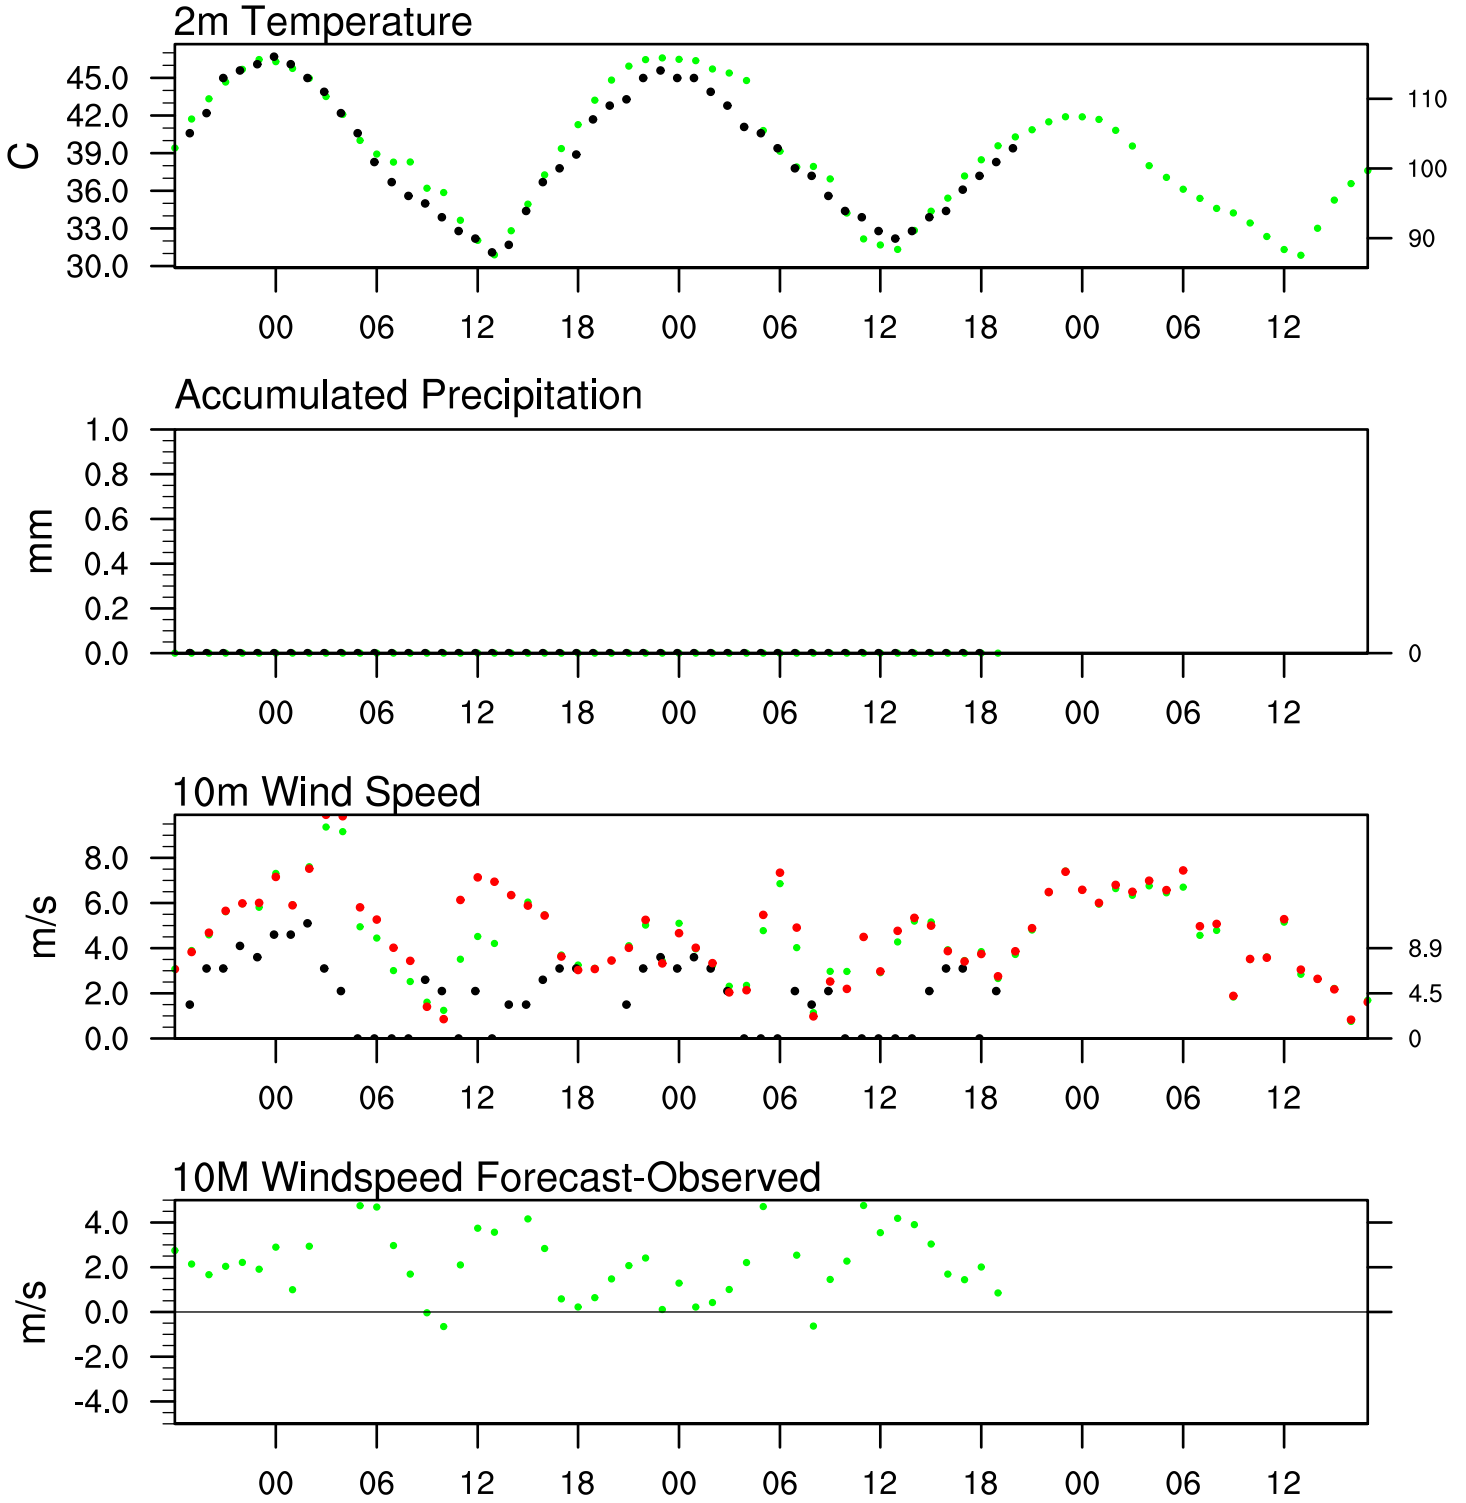 2m Temperature
45.0
42.0
39.0
36.0
33.0
30.0
C
110
100
90
00 06 12 18 00 06 12 18 00 06 12
Accumulated Precipitation
1.0
0.8
0.6
0.4
0.2
0.0
mm
0
00 06 12 18 00 06 12 18 00 06 12
10m Wind Speed
8.0
6.0
4.0
2.0
0.0
m/s
8.9
4.5
0
00 06 12 18 00 06 12 18 00 06 12
10M Windspeed Forecast-Observed
4.0
2.0
0.0
-2.0
-4.0
m/s
00 06 12 18 00 06 12 18 00 06 12